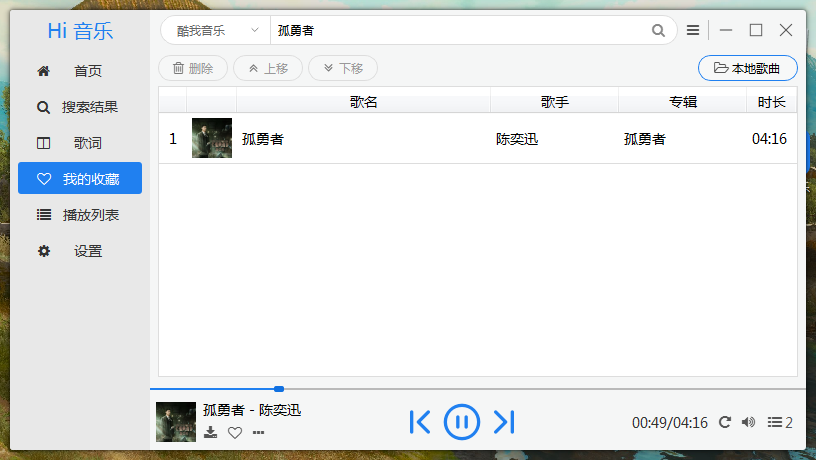 Hi 音乐
酷我音乐 孤勇者
首页
搜索结果
歌词
我的收藏
播放列表
设置
删除 上移 下移 本地歌曲
歌名 歌手 专辑 时长
1 孤勇者 陈奕迅 孤勇者 04:16
孤勇者 - 陈奕迅
00:49/04:16 2